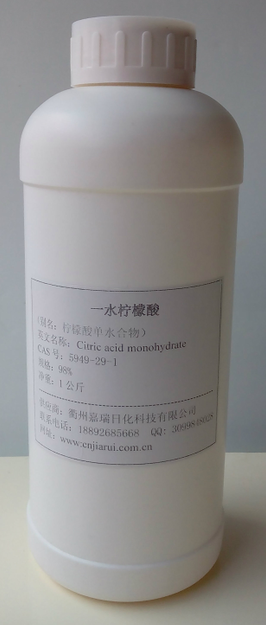 一水柠檬酸
(别名: 柠檬酸单水合物)
英文名称: Citric acid monohydrate
CAS 号: 5949-29-1
规格: 98%
净重: 1 公斤
供应商: 衢州嘉瑞日化科技有限公司
联系电话: 18892685668 QQ:
网址: www.cnjiarui.com.cn